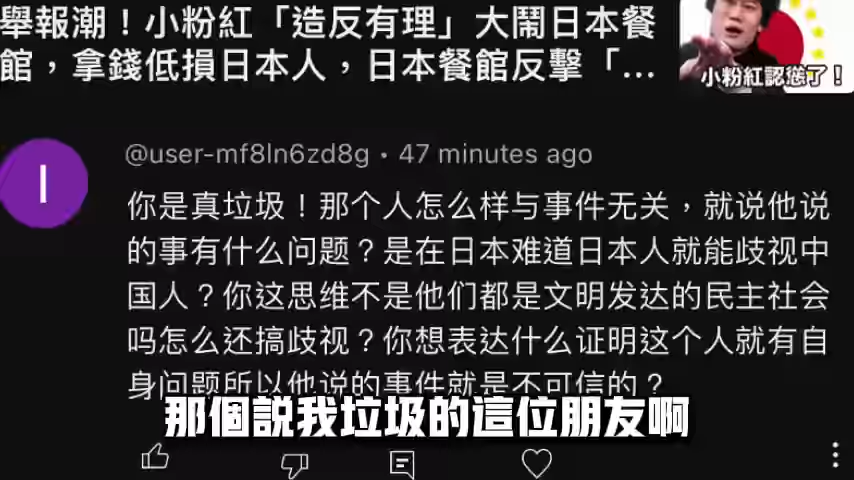 舉報潮！小粉紅「造反有理」大鬧日本餐
館，拿錢低損日本人，日本餐館反擊「...
小粉紅認慫了！
@user-mf8ln6zd8g • 47 minutes ago
I
你是真垃圾！那个人怎么样与事件无关，就说他说
的事有什么问题？是在日本难道日本人就能歧视中
国人？你这思维不是他们都是文明发达的民主社会
吗怎么还搞歧视？你想表达什么证明这个人就有自
身问题所以他说的事件就是不可信的？
那個說我垃圾的這位朋友啊